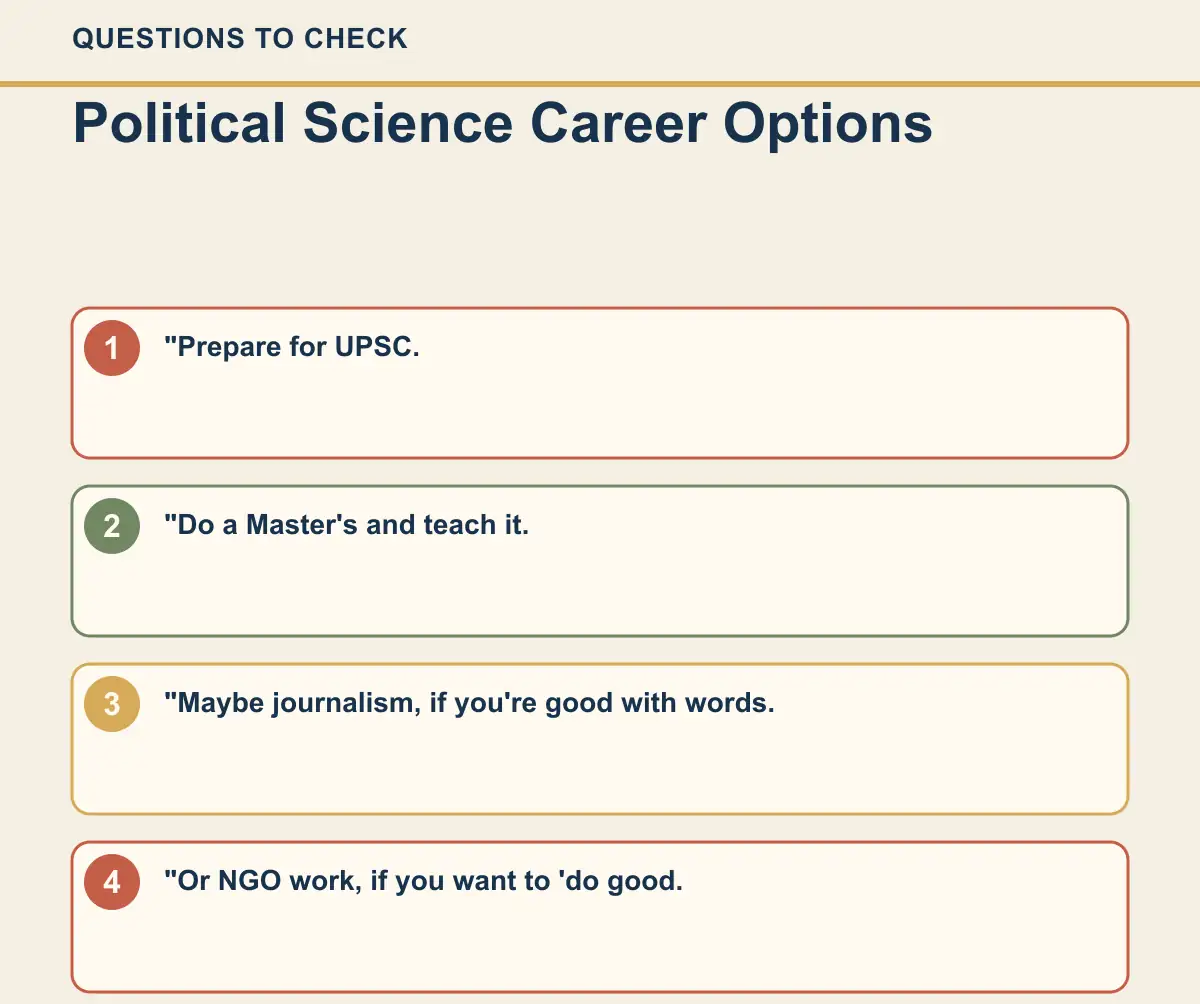 QUESTIONS TO CHECK
Political Science Career Options
1
"Prepare for UPSC.
2
"Do a Master's and teach it.
3
"Maybe journalism, if you're good with words.
4
"Or NGO work, if you want to 'do good.